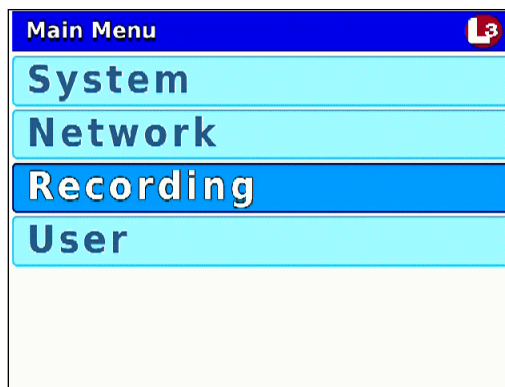 Main Menu
L3
System
Network
Recording
User